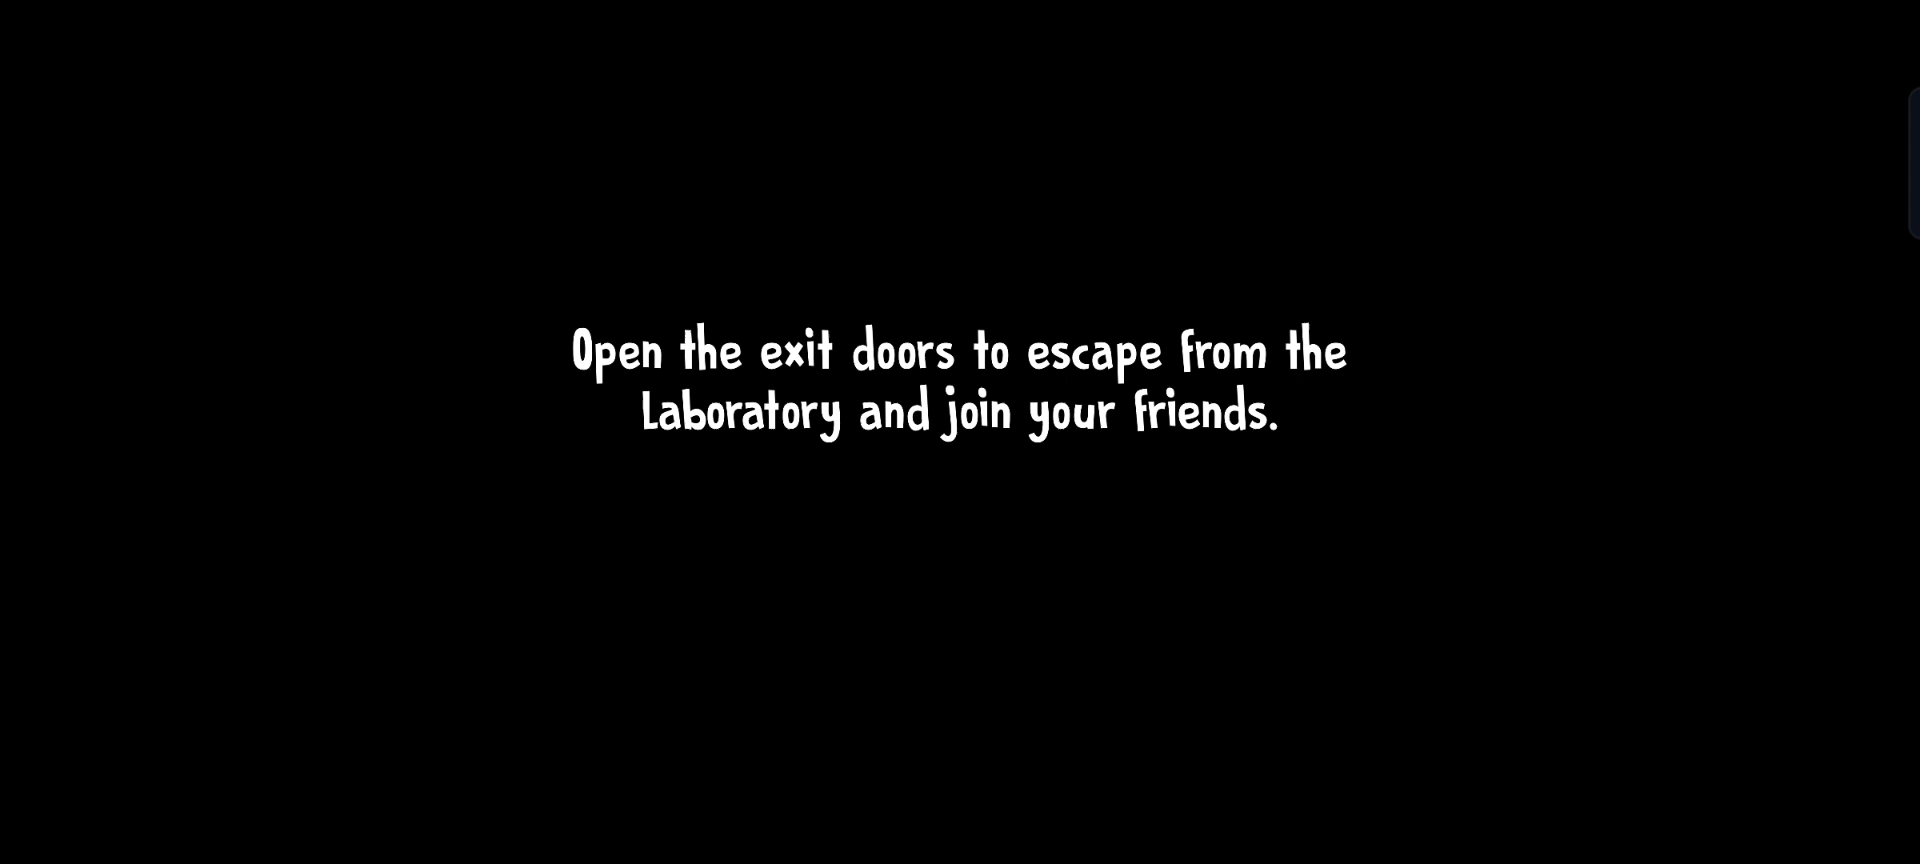 Open the exit doors to escape from the
Laboratory and join your friends.